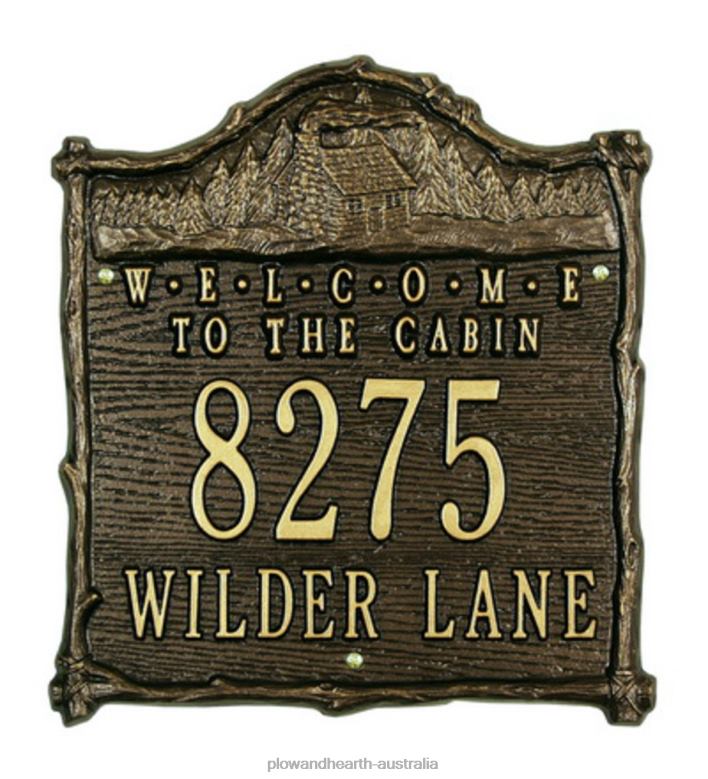 W•E•L•C•O•M•E
TO THE CABIN
8275
WILDER LANE
plowandhearth-australia